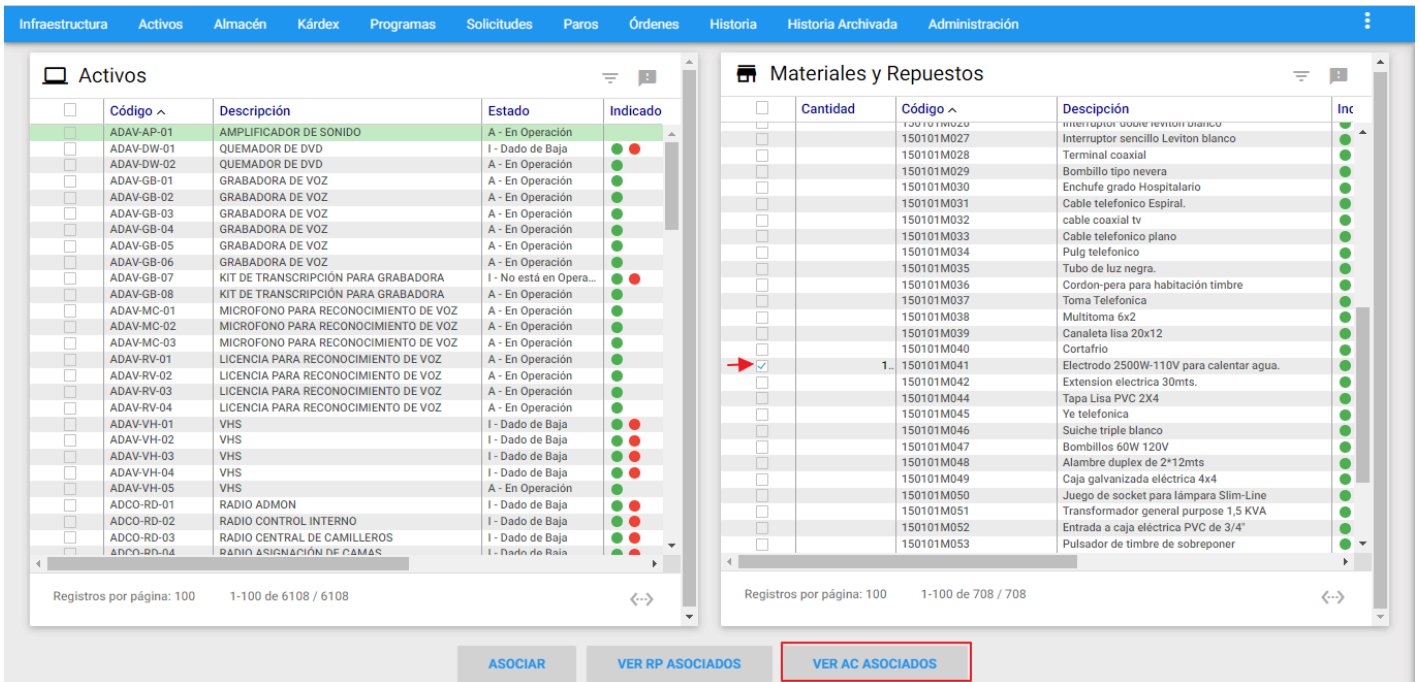 Infraestructura Activos Almacén Kárdex Programas Solicitudes Paros Órdenes Historia Historia Archivada Administración
Activos
Código Descripción Estado Indicado
ADAV-AP-01 AMPLIFICADOR DE SONIDO A - En Operación
ADAV-DW-01 QUEMADOR DE DVD I - Dado de Baja
ADAV-DW-02 QUEMADOR DE DVD A - En Operación
ADAV-GB-01 GRABADORA DE VOZ A - En Operación
ADAV-GB-02 GRABADORA DE VOZ A - En Operación
ADAV-GB-03 GRABADORA DE VOZ A - En Operación
ADAV-GB-04 GRABADORA DE VOZ A - En Operación
ADAV-GB-05 GRABADORA DE VOZ A - En Operación
ADAV-GB-06 GRABADORA DE VOZ A - En Operación
ADAV-GB-07 KIT DE TRANSCRIPCIÓN PARA GRABADORA I - No está en Opera...
ADAV-GB-08 KIT DE TRANSCRIPCIÓN PARA GRABADORA A - En Operación
ADAV-MC-01 MICROFONO PARA RECONOCIMIENTO DE VOZ A - En Operación
ADAV-MC-02 MICROFONO PARA RECONOCIMIENTO DE VOZ A - En Operación
ADAV-MC-03 MICROFONO PARA RECONOCIMIENTO DE VOZ A - En Operación
ADAV-RV-01 LICENCIA PARA RECONOCIMIENTO DE VOZ A - En Operación
ADAV-RV-02 LICENCIA PARA RECONOCIMIENTO DE VOZ A - En Operación
ADAV-RV-03 LICENCIA PARA RECONOCIMIENTO DE VOZ A - En Operación
ADAV-RV-04 LICENCIA PARA RECONOCIMIENTO DE VOZ A - En Operación
ADAV-VH-01 VHS I - Dado de Baja
ADAV-VH-02 VHS I - Dado de Baja
ADAV-VH-03 VHS I - Dado de Baja
ADAV-VH-04 VHS I - Dado de Baja
ADAV-VH-05 VHS A - En Operación
ADCO-RD-01 RADIO ADMON I - Dado de Baja
ADCO-RD-02 RADIO CONTROL INTERNO I - Dado de Baja
ADCO-RD-03 RADIO CENTRAL DE CAMILLEROS I - Dado de Baja
ADCO-RD-04 RADIO ASIGNACIÓN DE CAMAS I - Dado de Baja
Registros por página: 100 1-100 de 6108 / 6108
Materiales y Repuestos
Cantidad Código Descipción Inc
150101M026 Interruptor doble leviton blanco
150101M027 Interruptor sencillo Leviton blanco
150101M028 Terminal coaxial
150101M029 Bombillo tipo nevera
150101M030 Enchufe grado Hospitalario
150101M031 Cable telefonico Espiral.
150101M032 cable coaxial tv
150101M033 Cable telefonico plano
150101M034 Pulg telefonico
150101M035 Tubo de luz negra.
150101M036 Cordon-pera para habitación timbre
150101M037 Toma Telefonica
150101M038 Multitoma 6x2
150101M039 Canaleta lisa 20x12
150101M040 Cortafrio
1.. 150101M041 Electrodo 2500W-110V para calentar agua.
150101M042 Extension electrica 30mts.
150101M044 Tapa Lisa PVC 2X4
150101M045 Ye telefonica
150101M046 Suiche triple blanco
150101M047 Bombillos 60W 120V
150101M048 Alambre duplex de 2*12mts
150101M049 Caja galvanizada eléctrica 4x4
150101M050 Juego de socket para lámpara Slim-Line
150101M051 Transformador general purpose 1,5 KVA
150101M052 Entrada a caja eléctrica PVC de 3/4"
150101M053 Pulsador de timbre de sobreponer
Registros por página: 100 1-100 de 708 / 708
ASOCIAR VER RP ASOCIADOS VER AC ASOCIADOS